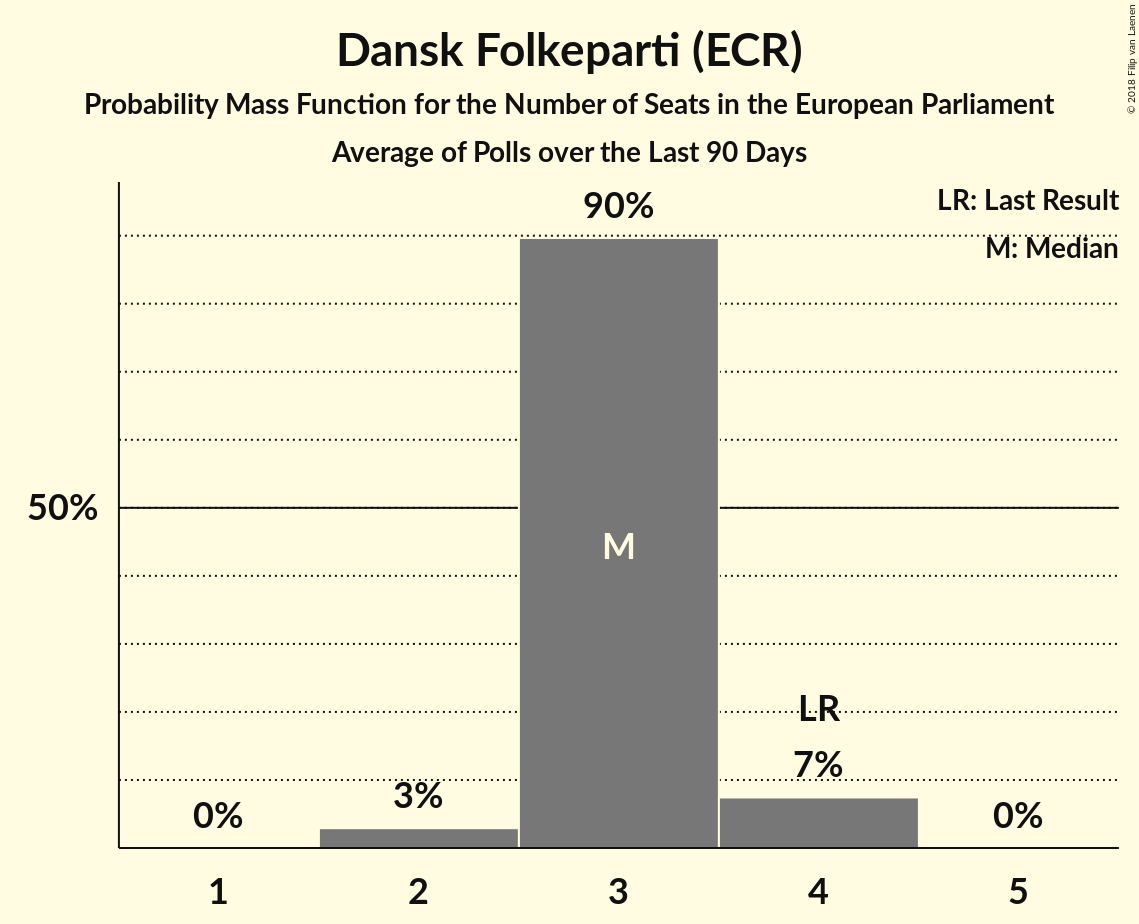 Dansk Folkeparti (ECR)
Probability Mass Function for the Number of Seats in the European Parliament
Average of Polls over the Last 90 Days
© 2018 Filip van Laenen
LR: Last Result
M: Median
90%
50%
M
LR
7%
3%
0%
0%
1 2 3 4 5